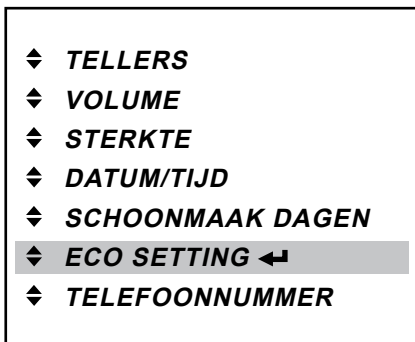 TELLERS
VOLUME
STERKTE
DATUM/TIJD
SCHOONMAAK DAGEN
ECO SETTING
TELEFOONNUMMER